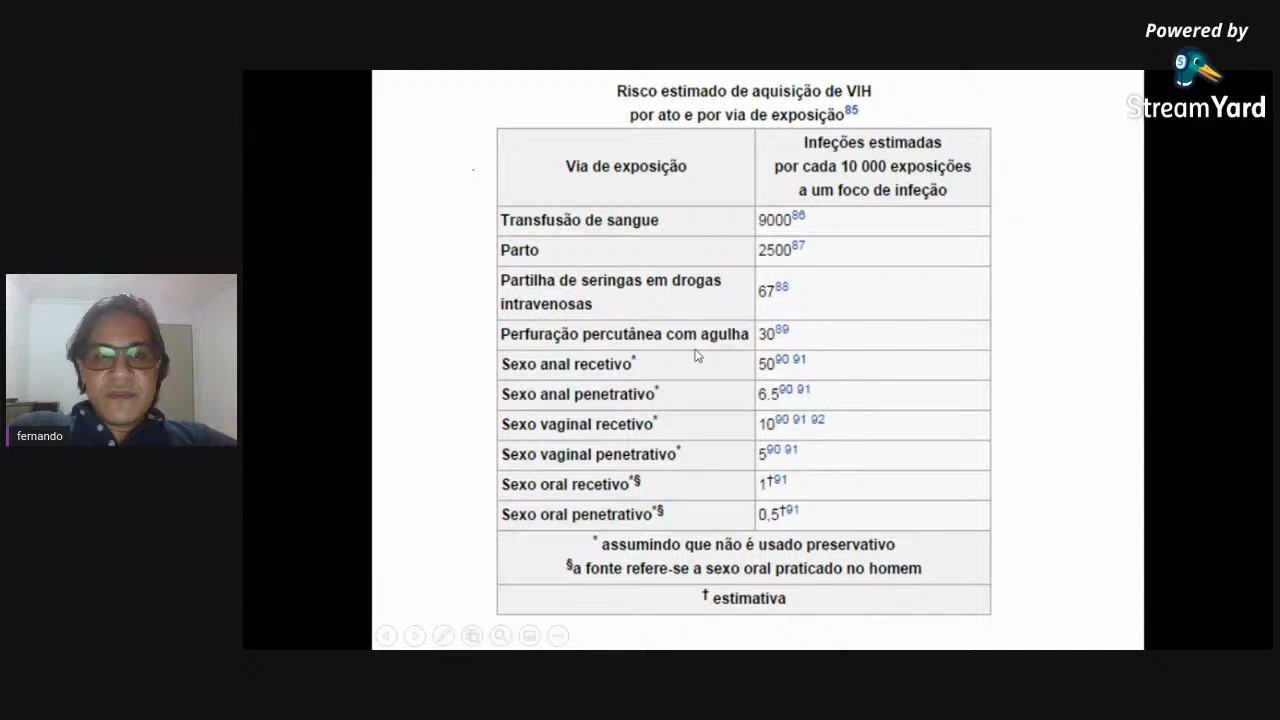 Powered by
StreamYard
Risco estimado de aquisição de VIH
por ato e por via de exposição85
Via de exposição
Infeções estimadas
por cada 10 000 exposições
a um foco de infeção
Transfusão de sangue 900086
Parto 250087
Partilha de seringas em drogas
intravenosas 6788
Perfuração percutânea com agulha 3089
Sexo anal recetivo* 5090 91
Sexo anal penetrativo* 6.590 91
Sexo vaginal recetivo* 1090 91 92
Sexo vaginal penetrativo* 590 91
Sexo oral recetivo*§ 1†91
Sexo oral penetrativo*§ 0,5†91
* assumindo que não é usado preservativo
§a fonte refere-se a sexo oral praticado no homem
† estimativa
fernando